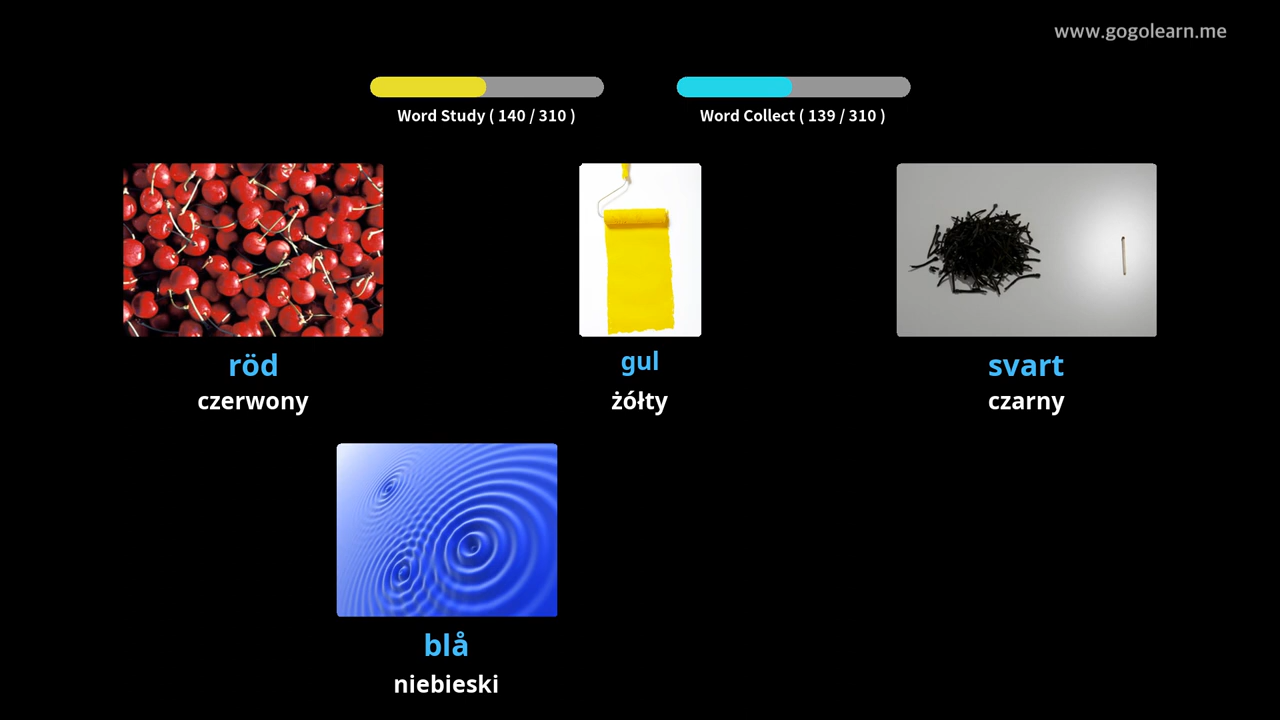 www.gogolearn.me
Word Study ( 140 / 310 )
Word Collect ( 139 / 310 )
röd
czerwony
gul
żółty
svart
czarny
blå
niebieski